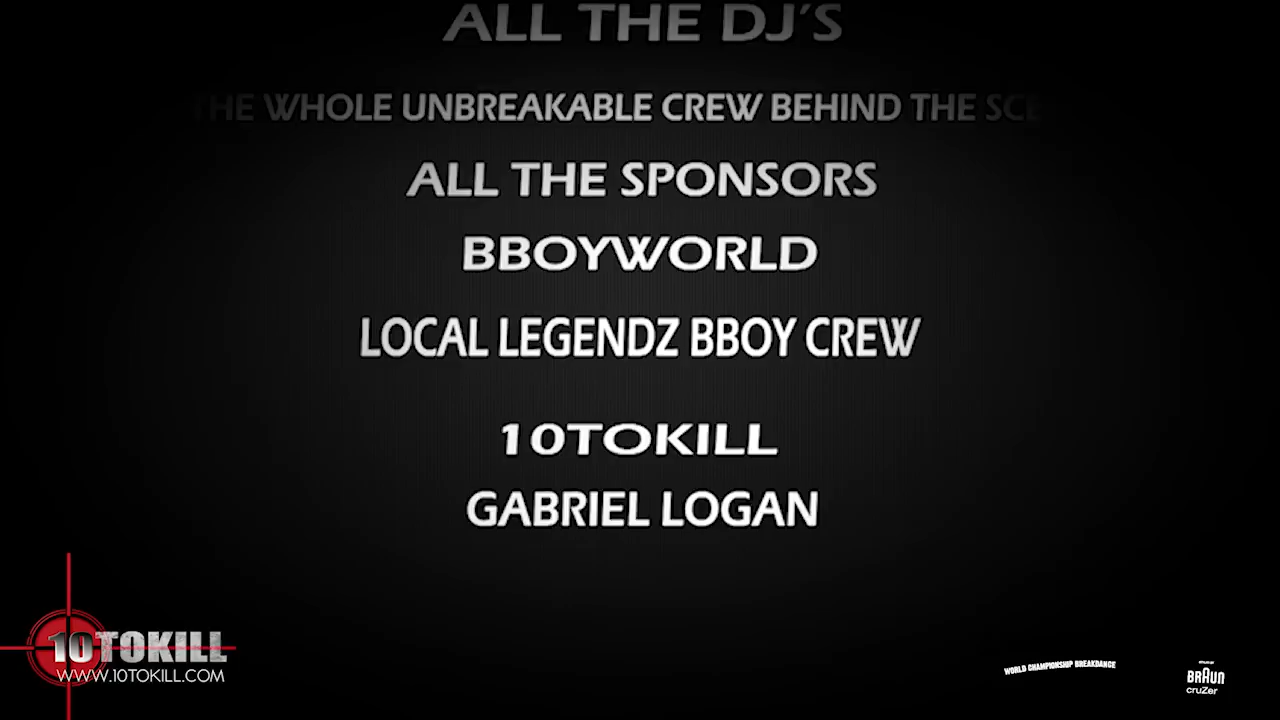 ALL THE DJ'S
THE WHOLE UNBREAKABLE CREW BEHIND THE
ALL THE SPONSORS
BBOYWORLD
LOCAL LEGENDZ BBOY CREW
10TOKILL
GABRIEL LOGAN
10TOKILL
WWW.10TOKILL.COM
WORLD CHAMPIONSHIP BREAKDANCE
BRAUN
cruZer